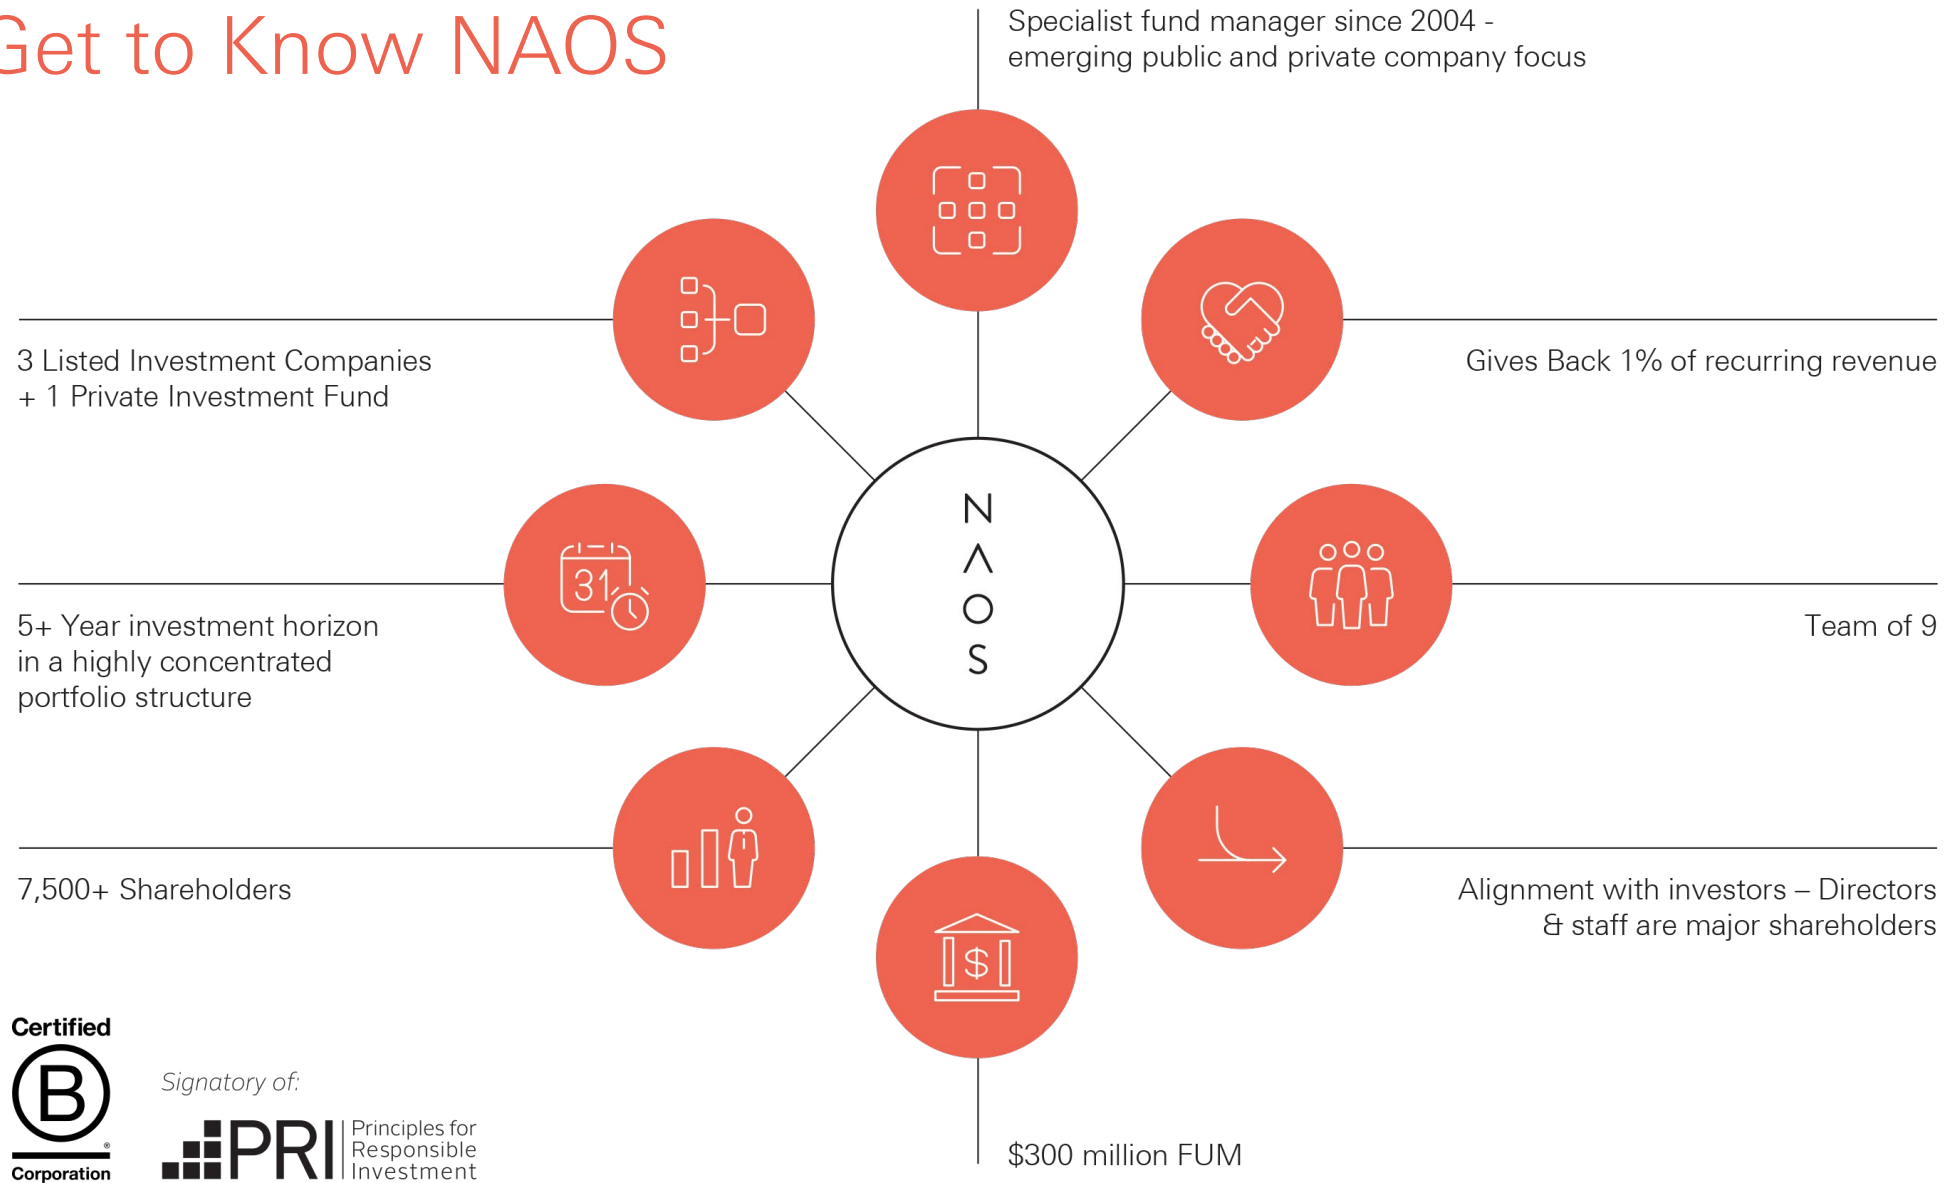 Get to Know NAOS
Specialist fund manager since 2004 -
emerging public and private company focus
3 Listed Investment Companies
+ 1 Private Investment Fund
Gives Back 1% of recurring revenue
31
N
Λ
O
S
5+ Year investment horizon
in a highly concentrated
portfolio structure
Team of 9
7,500+ Shareholders
Alignment with investors – Directors
& staff are major shareholders
$
$300 million FUM
Certified
B
®
Corporation
Signatory of:
PRI
Principles for
Responsible
Investment